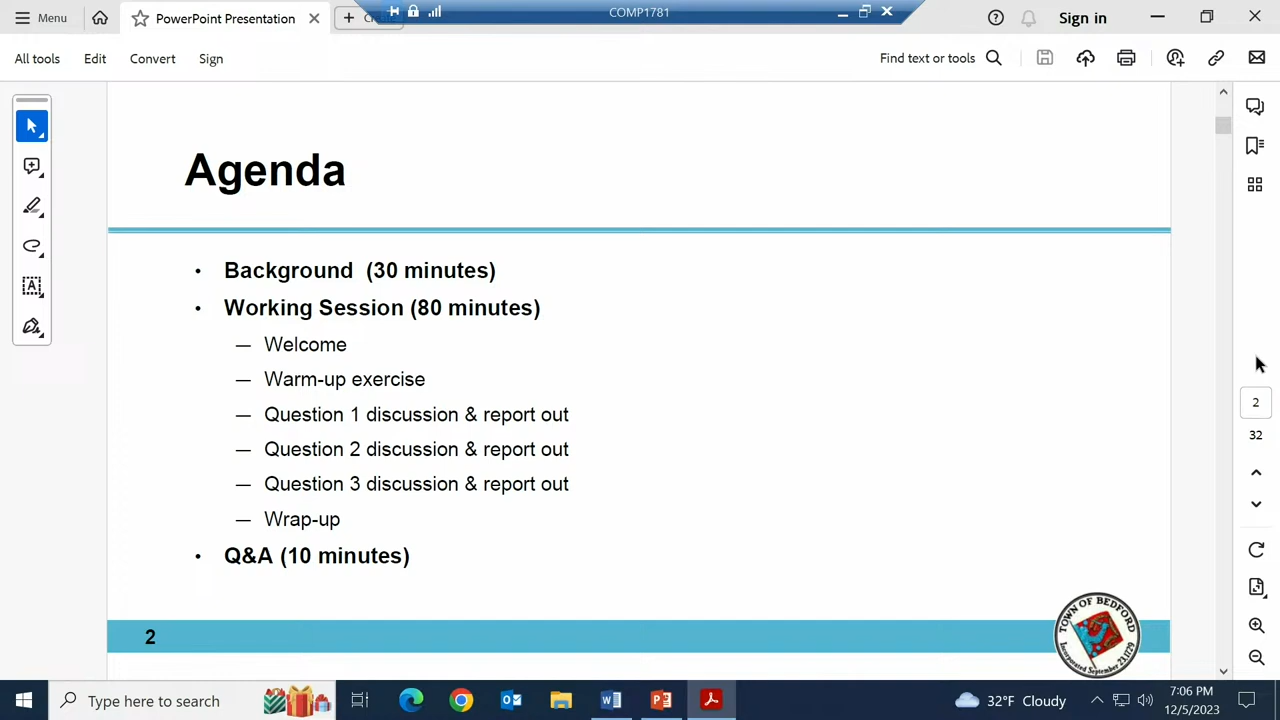 Menu
PowerPoint Presentation
COMP1781
Sign in
All tools
Edit
Convert
Sign
Find text or tools
Agenda
• Background (30 minutes)
• Working Session (80 minutes)
— Welcome
— Warm-up exercise
— Question 1 discussion & report out
— Question 2 discussion & report out
— Question 3 discussion & report out
— Wrap-up
• Q&A (10 minutes)
2
32
2
TOWN OF BEDFORD
Type here to search
32°F Cloudy
7:06 PM
12/5/2023